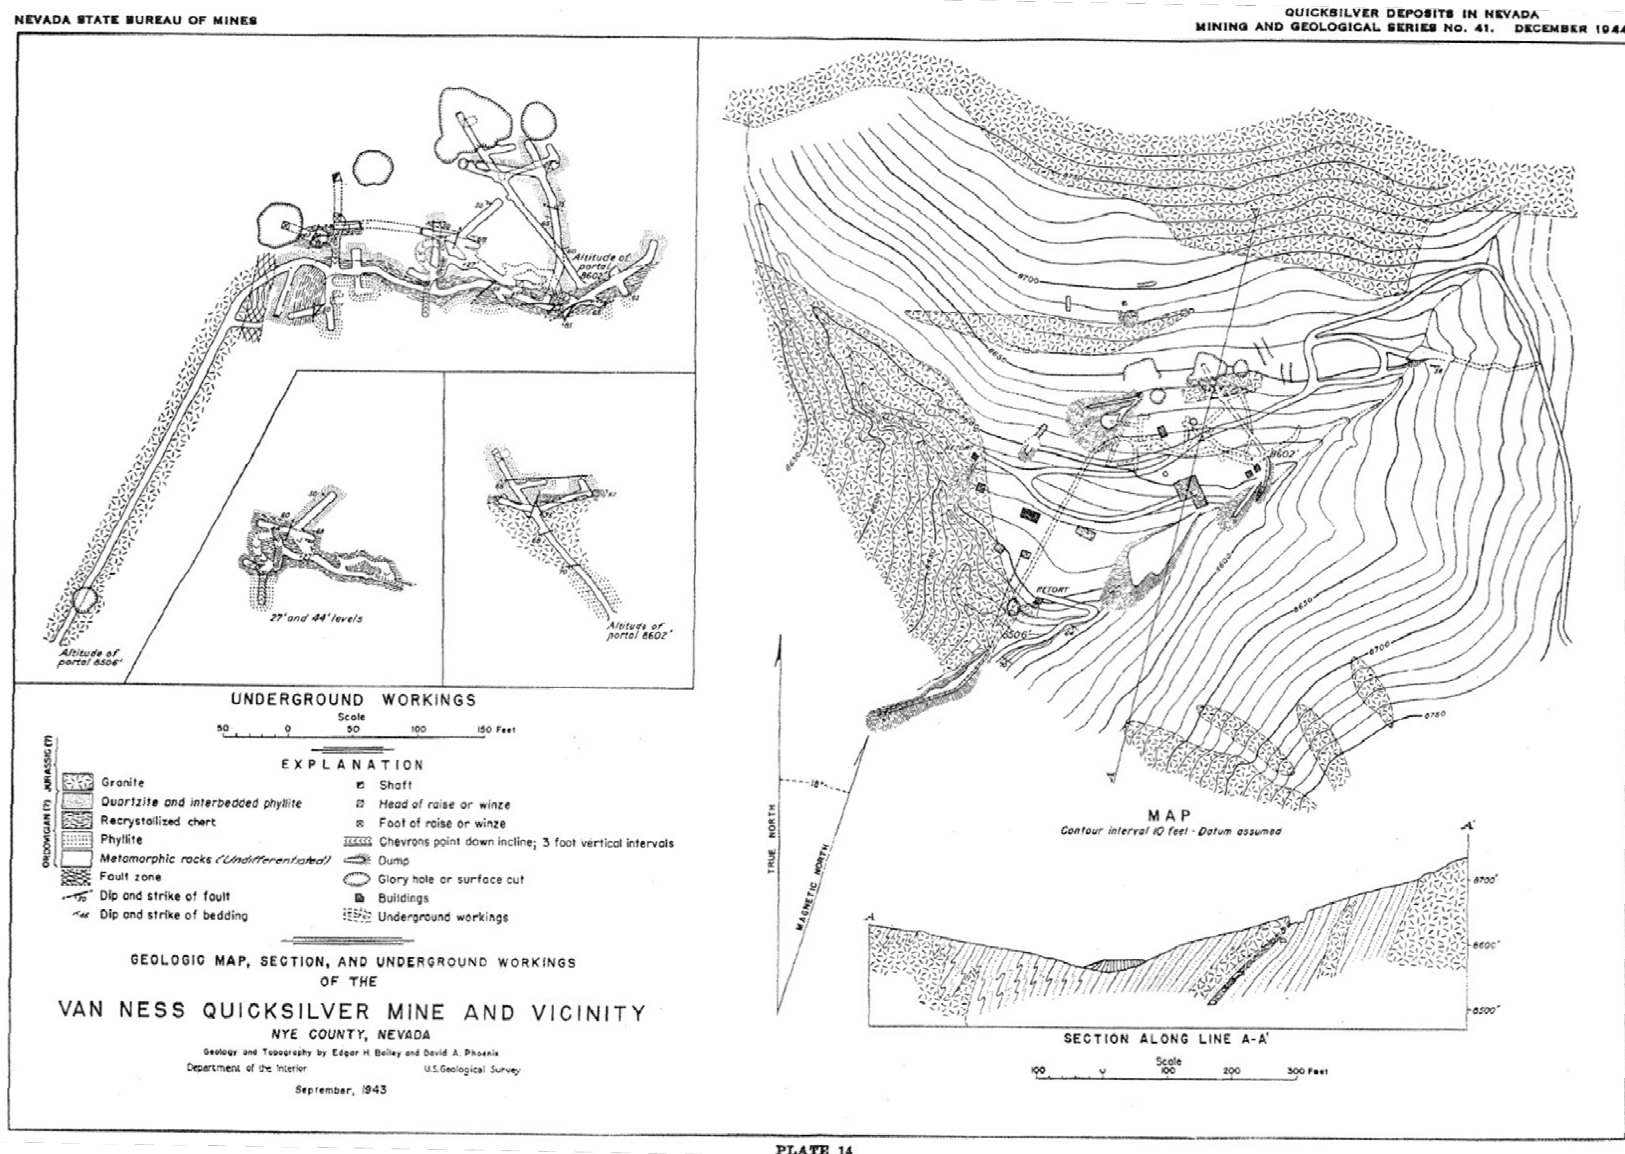 NEVADA STATE BUREAU OF MINES
QUICKSILVER DEPOSITS IN NEVADA
MINING AND GEOLOGICAL SERIES No. 41. DECEMBER 1944
Altitude of
portal
8602'
27' and 44' levels
Altitude of
portal 8602'
Altitude of
portal 8506'
8700
8650
8650
8600
8602'
8600
8650
RETORT
8506'
8700
8750
UNDERGROUND WORKINGS
Scale
50 0 50 100 150 Feet
EXPLANATION
JURASSIC (?)
ORDOVICIAN (?)
Granite
Quartzite and interbedded phyllite
Recrystallized chert
Phyllite
Metamorphic rocks (Undifferentiated)
Fault zone
Dip and strike of fault
Dip and strike of bedding
Shaft
Head of raise or winze
Foot of raise or winze
Chevrons point down incline; 3 foot vertical intervals
Dump
Glory hole or surface cut
Buildings
Underground workings
GEOLOGIC MAP, SECTION, AND UNDERGROUND WORKINGS
OF THE
VAN NESS QUICKSILVER MINE AND VICINITY
NYE COUNTY, NEVADA
Geology and Topography by Edgar H. Bailey and David A. Phoenix
Department of the Interior U.S. Geological Survey
September, 1943
TRUE NORTH
18°
MAGNETIC NORTH
MAP
Contour interval 10 feet - Datum assumed
A
A'
8700'
8600'
8500'
SECTION ALONG LINE A-A'
Scale
100 0 100 200 300 Feet
PLATE 14